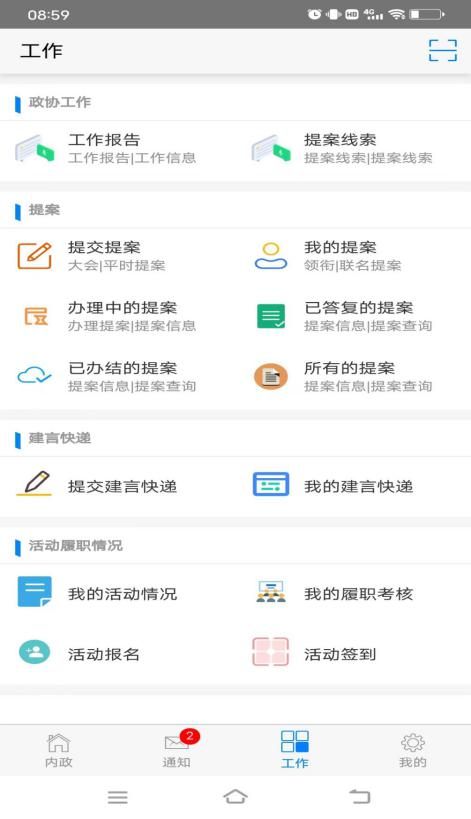 08:59
HD 4G
工作
政协工作
工作报告
工作报告|工作信息
提案线索
提案线索|提案线索
提案
提交提案
大会|平时提案
我的提案
领衔|联名提案
办理中的提案
办理提案|提案信息
已答复的提案
提案信息|提案查询
已办结的提案
提案信息|提案查询
所有的提案
提案信息|提案查询
建言快递
提交建言快递
我的建言快递
活动履职情况
我的活动情况
我的履职考核
活动报名
活动签到
内政
2
通知
工作
我的